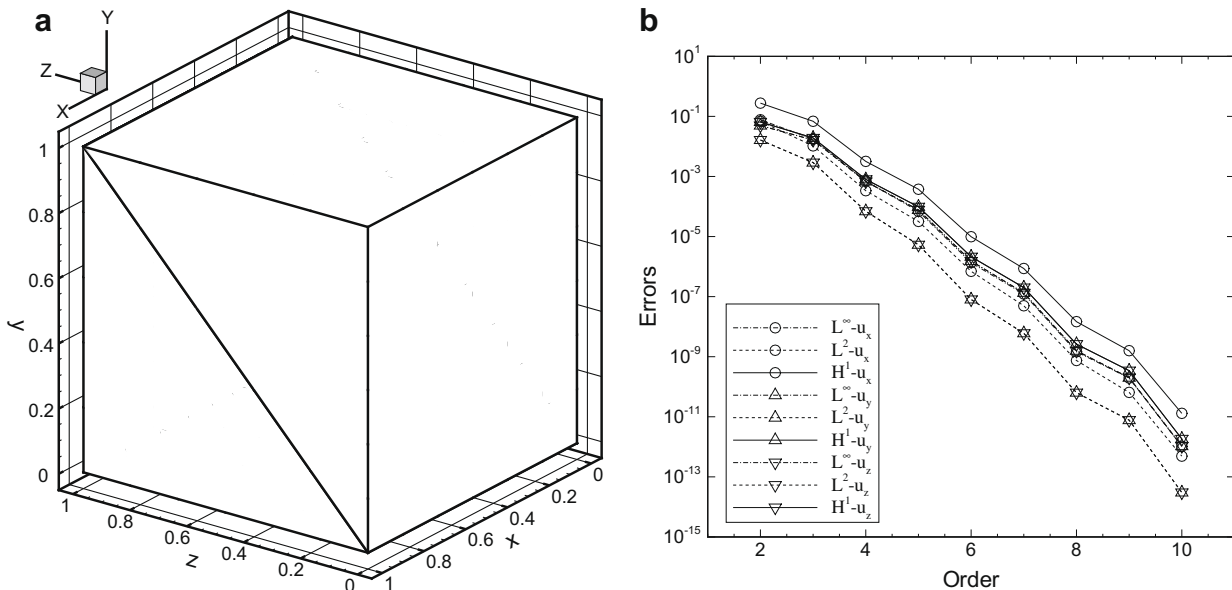 a
Y
Z
X
1
0.8
0.6
0.4
0.2
0
y
1
0.8
0.6
0.4
0.2
0
z
1
0.8
0.6
0.4
0.2
0
x
b
10^1
10^-1
10^-3
10^-5
10^-7
10^-9
10^-11
10^-13
10^-15
Errors
L^∞-u_x
L^2-u_x
H^1-u_x
L^∞-u_y
L^2-u_y
H^1-u_y
L^∞-u_z
L^2-u_z
H^1-u_z
2 4 6 8 10
Order